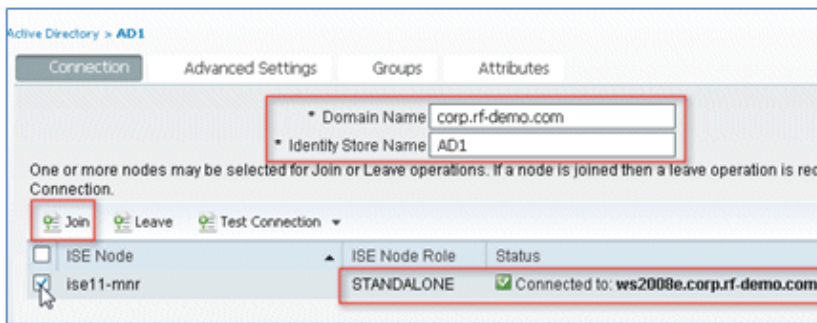 Active Directory > AD1
Connection Advanced Settings Groups Attributes
* Domain Name corp.rf-demo.com
* Identity Store Name AD1
One or more nodes may be selected for Join or Leave operations. If a node is joined then a leave operation is
Connection.
Join Leave Test Connection
ISE Node ISE Node Role Status
ise11-mnr STANDALONE Connected to: ws2008e.corp.rf-demo.com